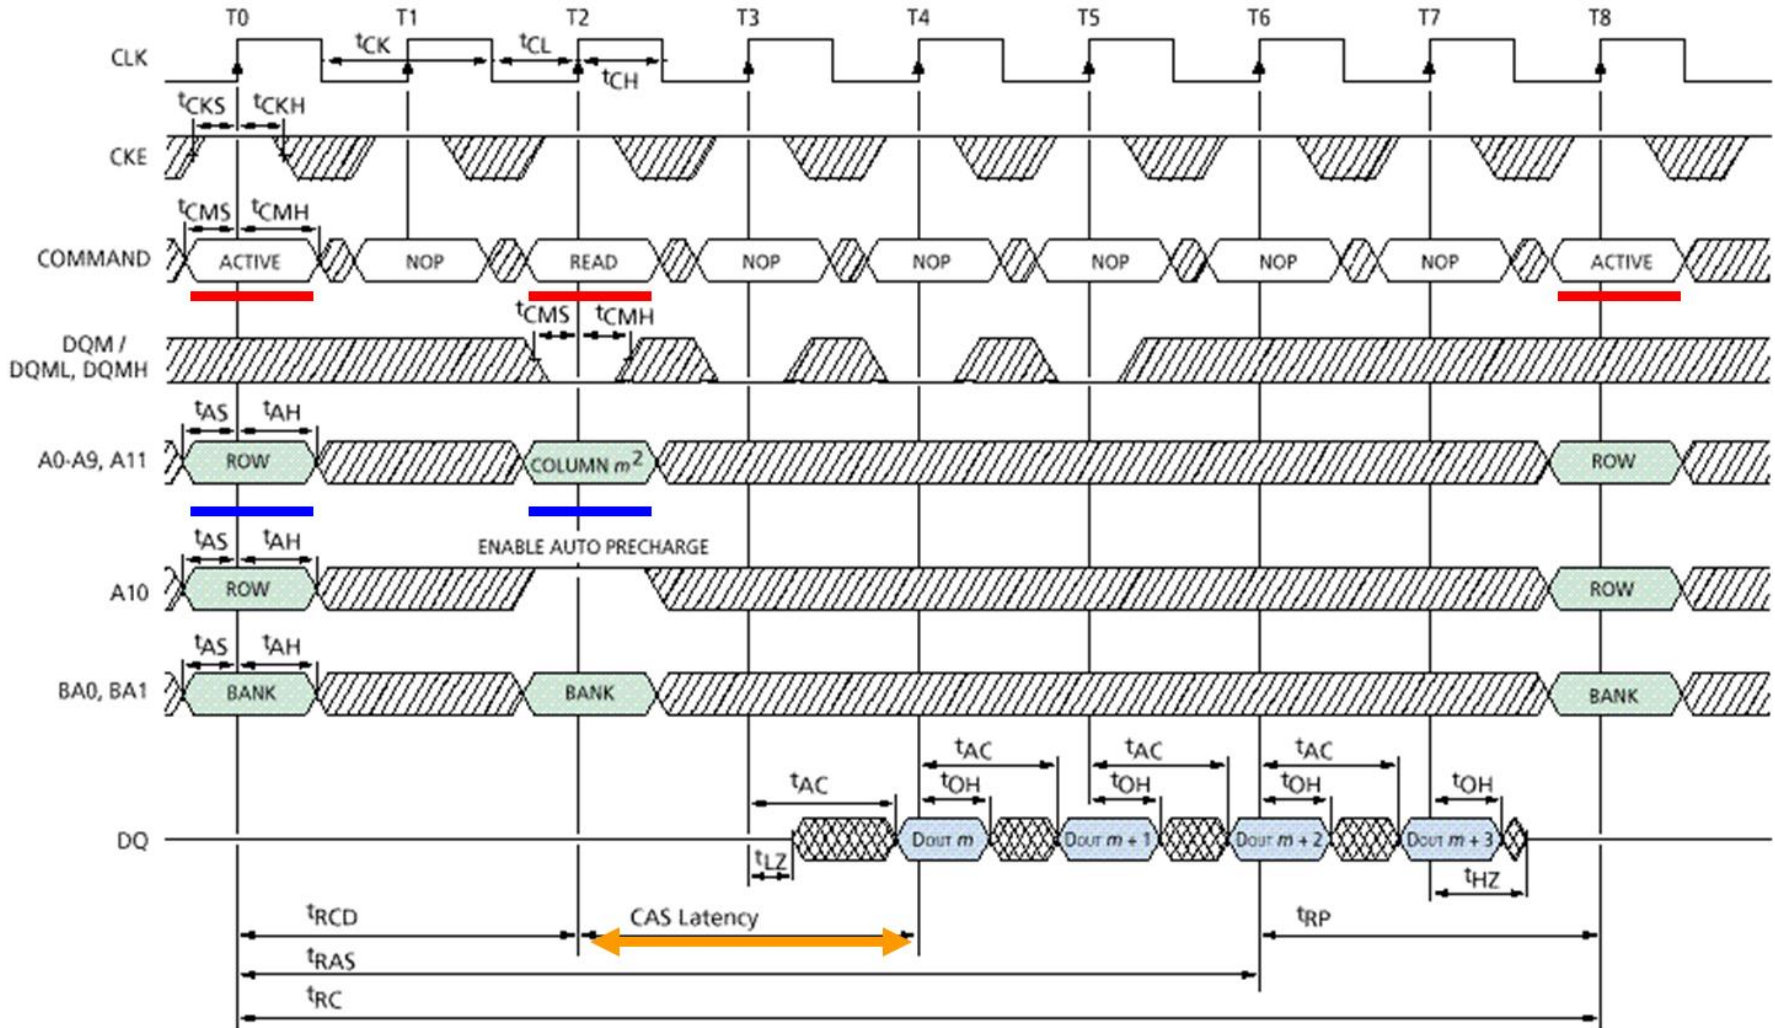 T0 T1 T2 T3 T4 T5 T6 T7 T8
CLK tCK tCL tCH
tCKS tCKH
CKE
tCMS tCMH
COMMAND ACTIVE NOP READ NOP NOP NOP NOP NOP ACTIVE
tCMS tCMH
DQM /
DQML, DQMH
tAS tAH
A0-A9, A11 ROW COLUMN m2 ROW
tAS tAH ENABLE AUTO PRECHARGE
A10 ROW ROW
tAS tAH
BA0, BA1 BANK BANK BANK
tAC tAC tAC
tAC tOH tOH tOH tOH
DQ DOUT m DOUT m + 1 DOUT m + 2 DOUT m + 3
tLZ tHZ
tRCD CAS Latency tRP
tRAS
tRC